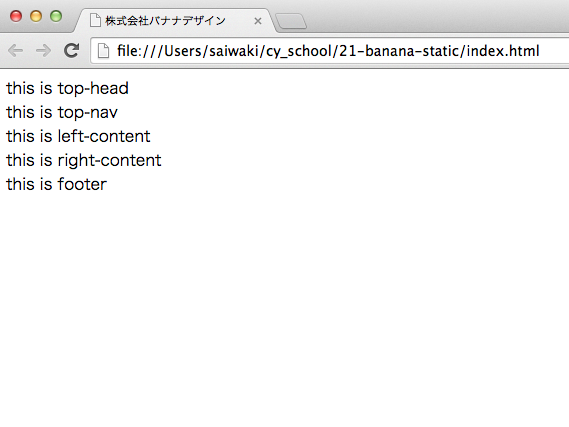 株式会社バナナデザイン
file:///Users/saiwaki/cy_school/21-banana-static/index.html
this is top-head
this is top-nav
this is left-content
this is right-content
this is footer